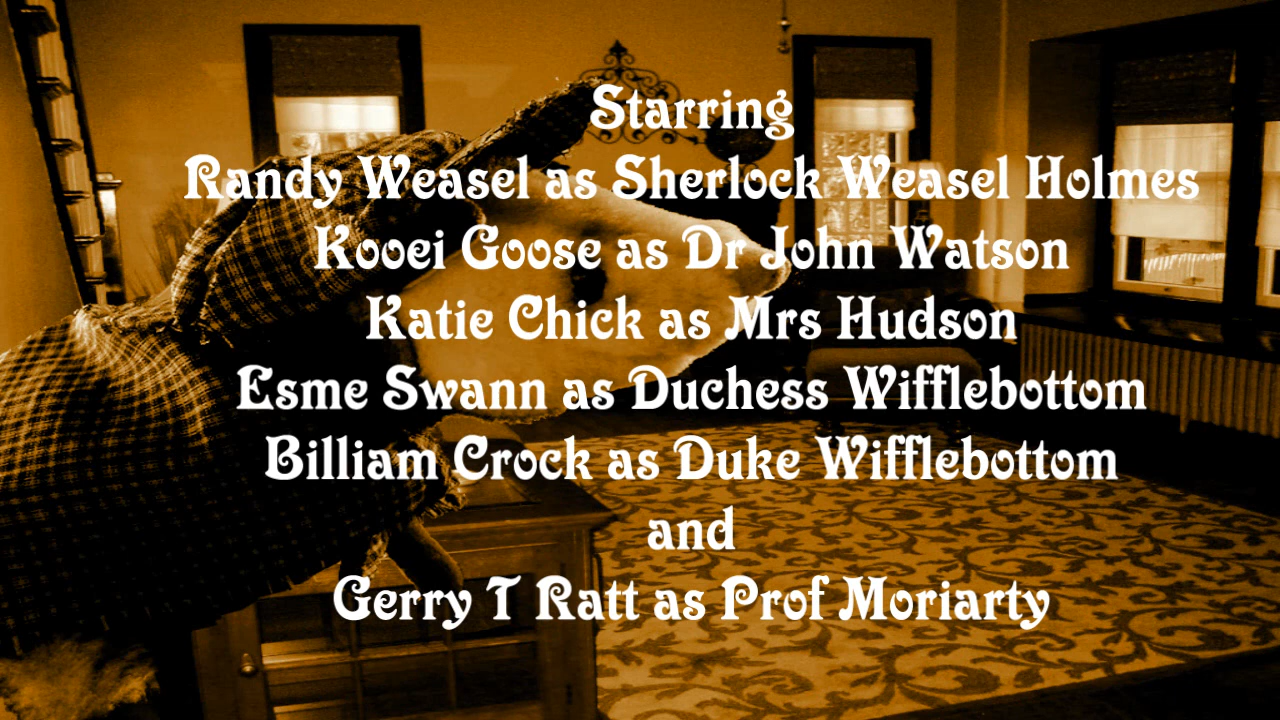 Starring
Randy Weasel as Sherlock Weasel Holmes
Kooei Goose as Dr John Watson
Katie Chick as Mrs Hudson
Esme Swann as Duchess Wifflebottom
Billiam Crock as Duke Wifflebottom
and
Gerry T Ratt as Prof Moriarty